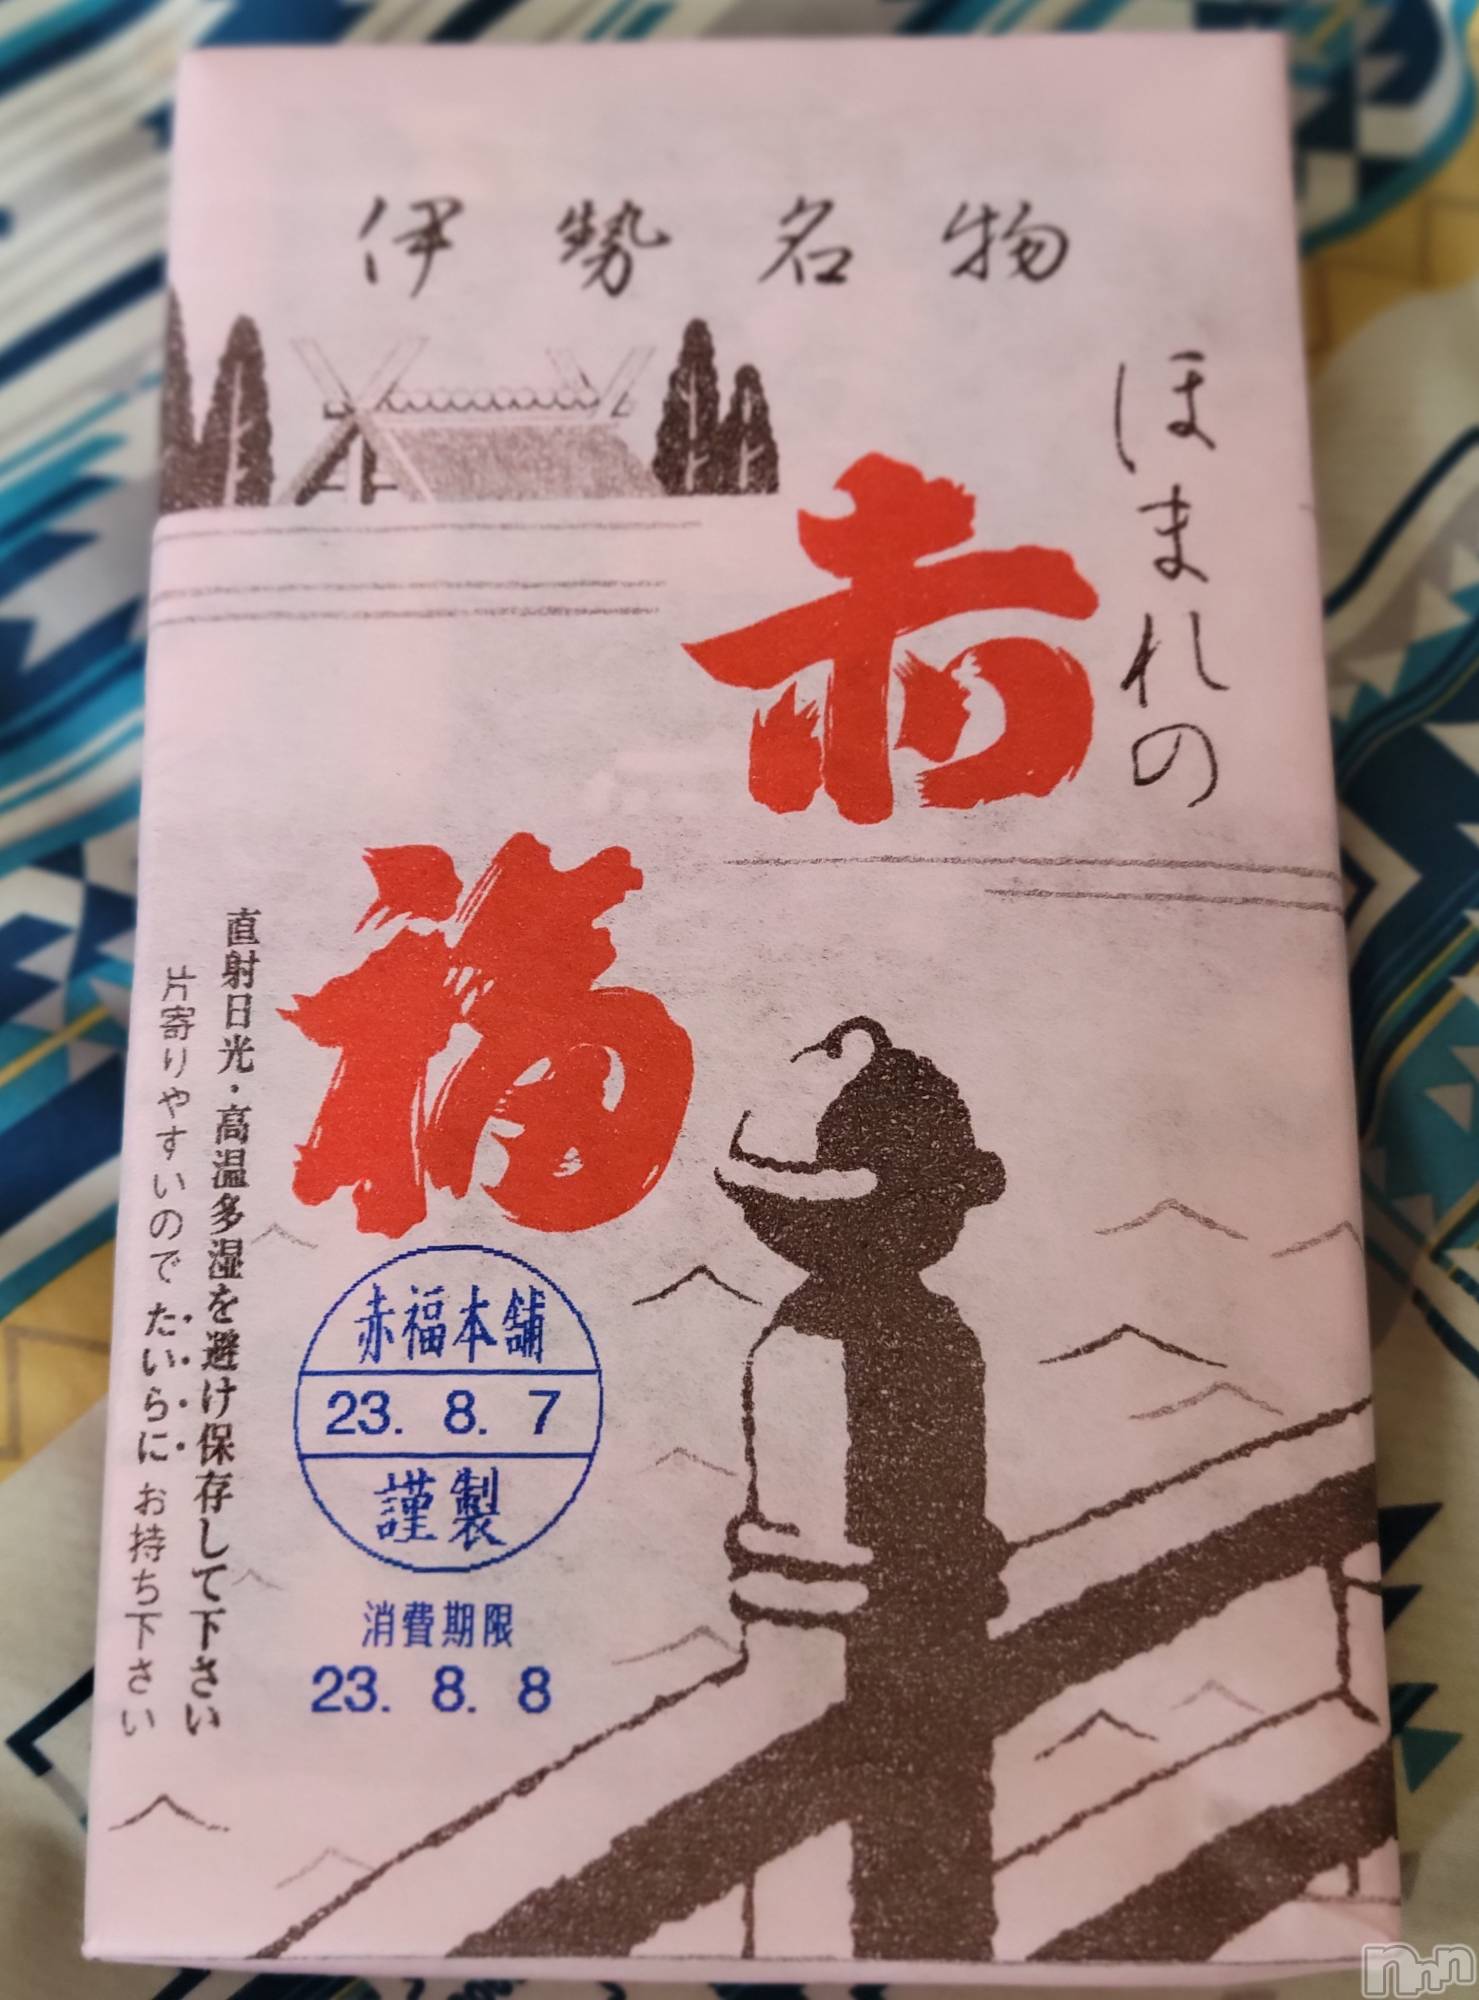 伊勢名物
ほまれの
赤
福
直射日光・高温多湿を避け保存して下さい
片寄りやすいのでたいらにお持ち下さい
赤福本舗
23. 8. 7
謹製
消費期限
23. 8. 8
nnn